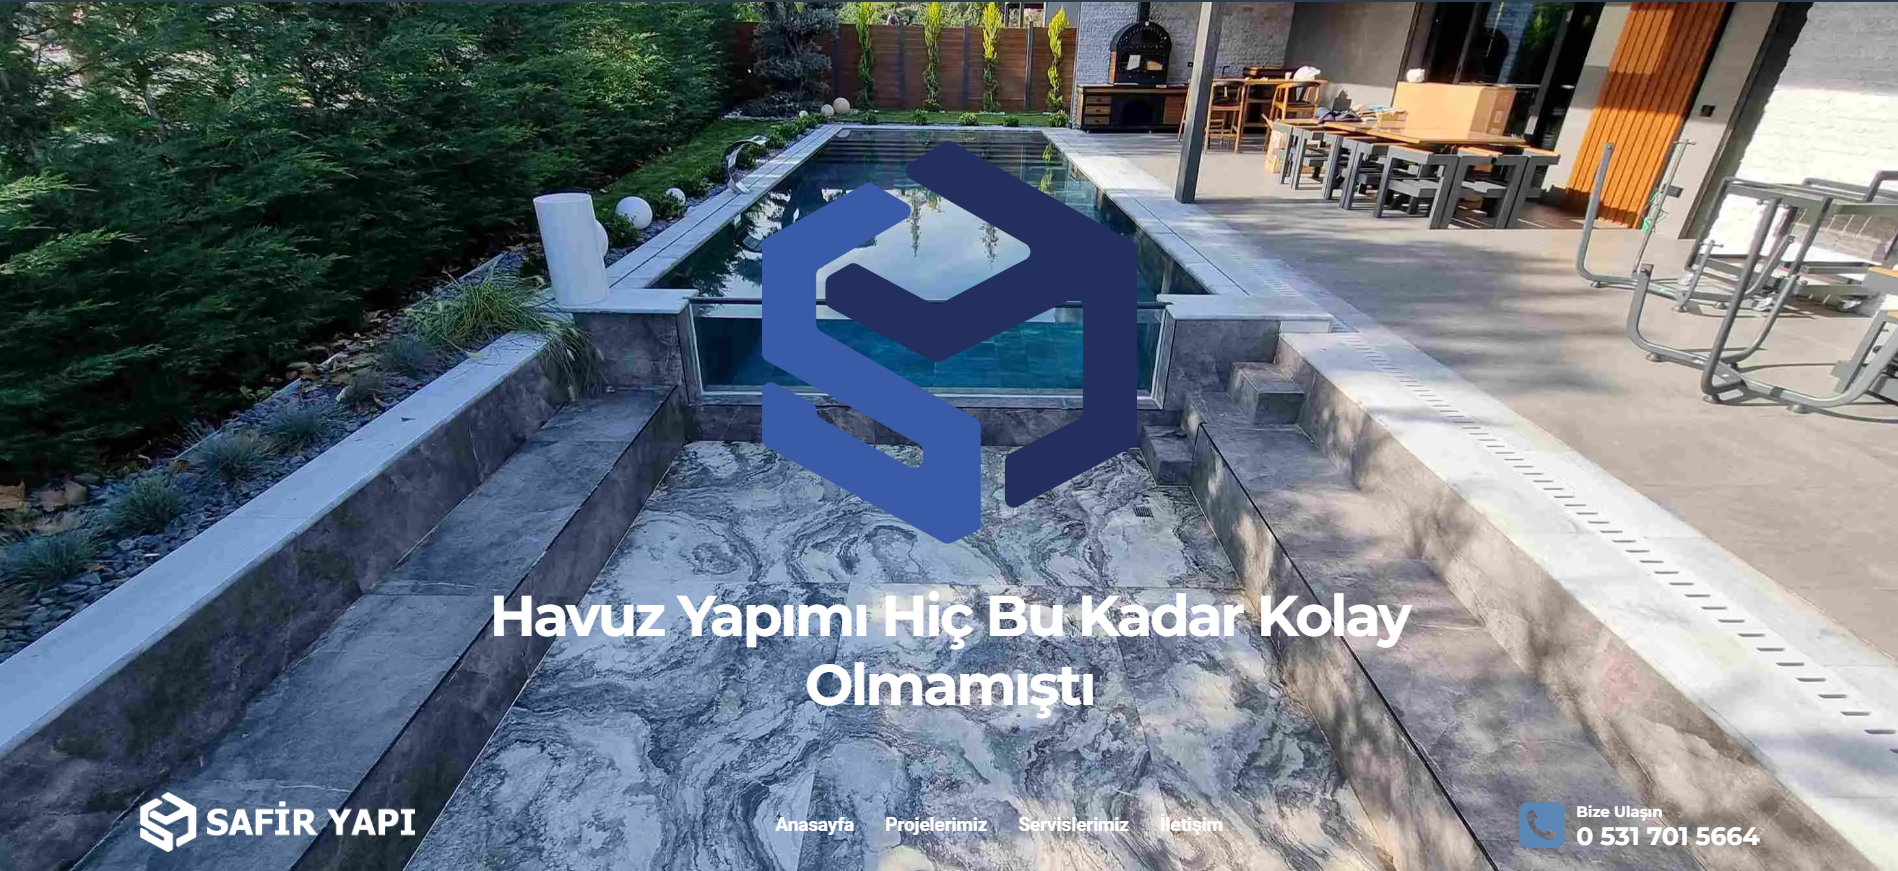 Havuz Yapımı Hiç Bu Kadar Kolay
Olmamıştı
SAFİR YAPI
Anasayfa Projelerimiz Servislerimiz İletişim
Bize Ulaşın
0 531 701 5664